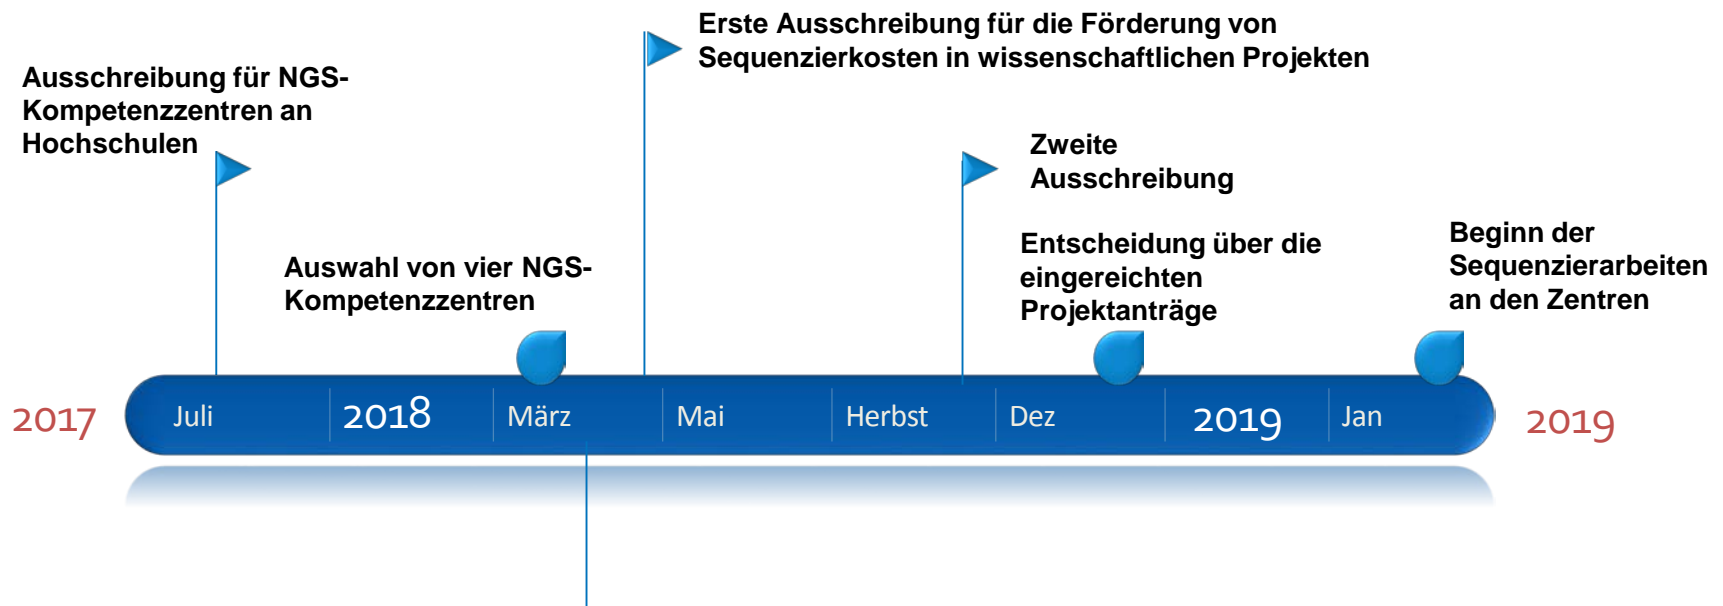 Erste Ausschreibung für die Förderung von
Sequenzierkosten in wissenschaftlichen Projekten
Ausschreibung für NGS-
Kompetenzzentren an
Hochschulen
Zweite
Ausschreibung
Auswahl von vier NGS-
Kompetenzzentren
Entscheidung über die
eingereichten
Projektanträge
Beginn der
Sequenzierarbeiten
an den Zentren
2017 Juli 2018 März Mai Herbst Dez 2019 Jan 2019